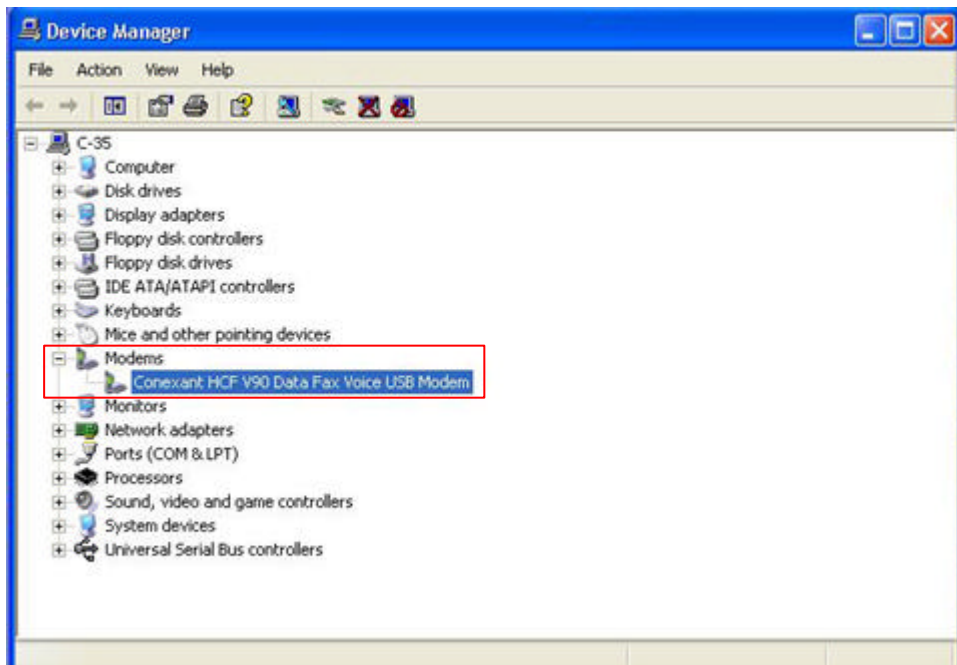 Device Manager
File Action View Help
C-35
Computer
Disk drives
Display adapters
Floppy disk controllers
Floppy disk drives
IDE ATA/ATAPI controllers
Keyboards
Mice and other pointing devices
Modems
Conexant HCF V90 Data Fax Voice USB Modem
Monitors
Network adapters
Ports (COM & LPT)
Processors
Sound, video and game controllers
System devices
Universal Serial Bus controllers